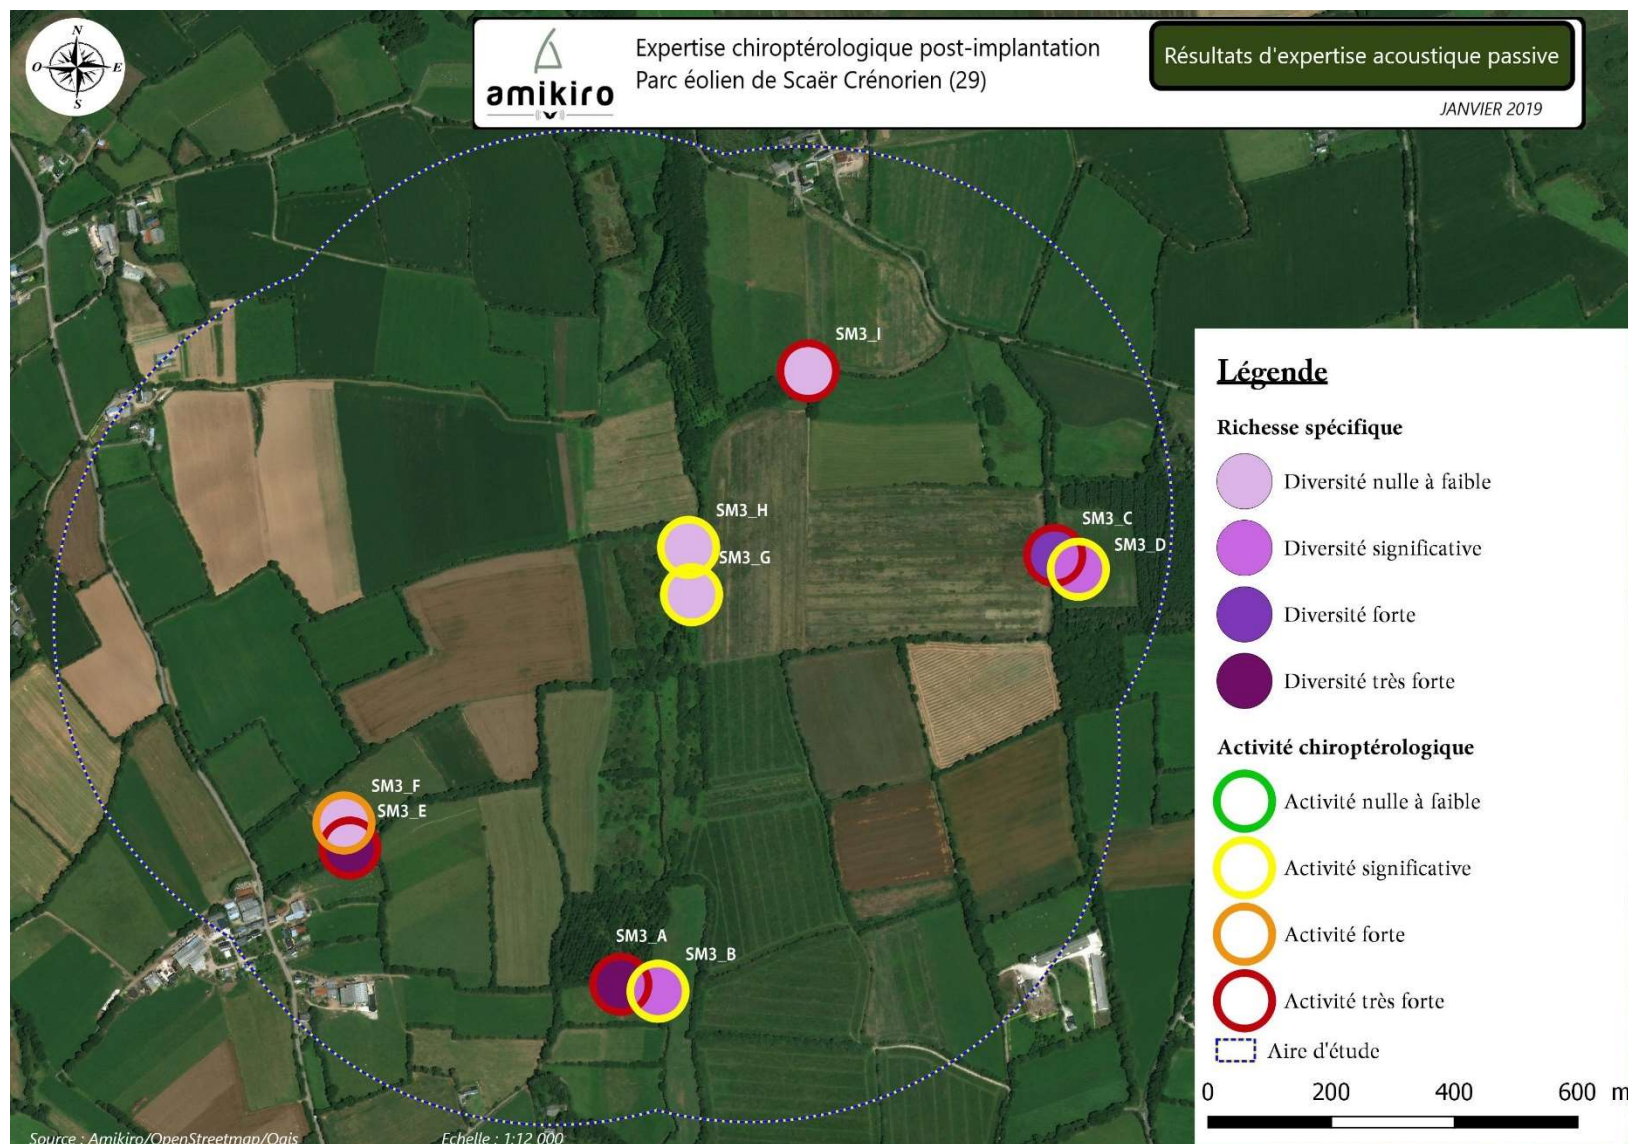 N
O
E
S
amikiro
Expertise chiroptérologique post-implantation
Parc éolien de Scaër Crénorien (29)
Résultats d'expertise acoustique passive
JANVIER 2019
SM3_I
SM3_H
SM3_G
SM3_C
SM3_D
SM3_F
SM3_E
SM3_A
SM3_B
Légende
Richesse spécifique
Diversité nulle à faible
Diversité significative
Diversité forte
Diversité très forte
Activité chiroptérologique
Activité nulle à faible
Activité significative
Activité forte
Activité très forte
Aire d'étude
0 200 400 600 m
Source : Amikiro/OpenStreetmap/Qgis
Echelle : 1:12 000